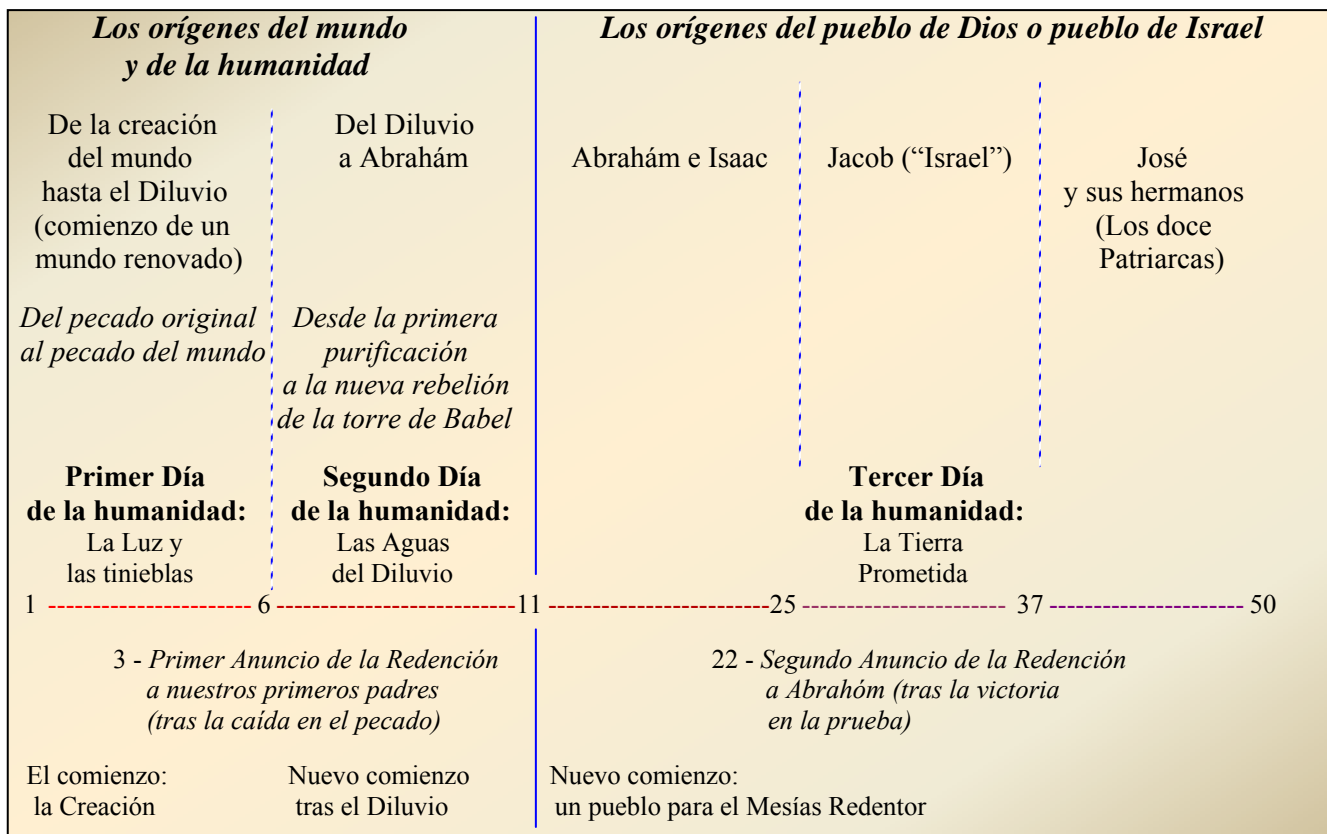 Los orígenes del mundo
y de la humanidad
Los orígenes del pueblo de Dios o pueblo de Israel
De la creación
del mundo
hasta el Diluvio
(comienzo de un
mundo renovado)
Del Diluvio
a Abrahám
Abrahám e Isaac
Jacob (“Israel”)
José
y sus hermanos
(Los doce
Patriarcas)
Del pecado original
al pecado del mundo
Desde la primera
purificación
a la nueva rebelión
de la torre de Babel
Primer Día
de la humanidad:
La Luz y
las tinieblas
Segundo Día
de la humanidad:
Las Aguas
del Diluvio
Tercer Día
de la humanidad:
La Tierra
Prometida
1 ---------------------- 6 ------------------------ 11 ----------------------- 25 --------------------- 37 -------------------- 50
3 - Primer Anuncio de la Redención
a nuestros primeros padres
(tras la caída en el pecado)
22 - Segundo Anuncio de la Redención
a Abrahóm (tras la victoria
en la prueba)
El comienzo:
la Creación
Nuevo comienzo
tras el Diluvio
Nuevo comienzo:
un pueblo para el Mesías Redentor